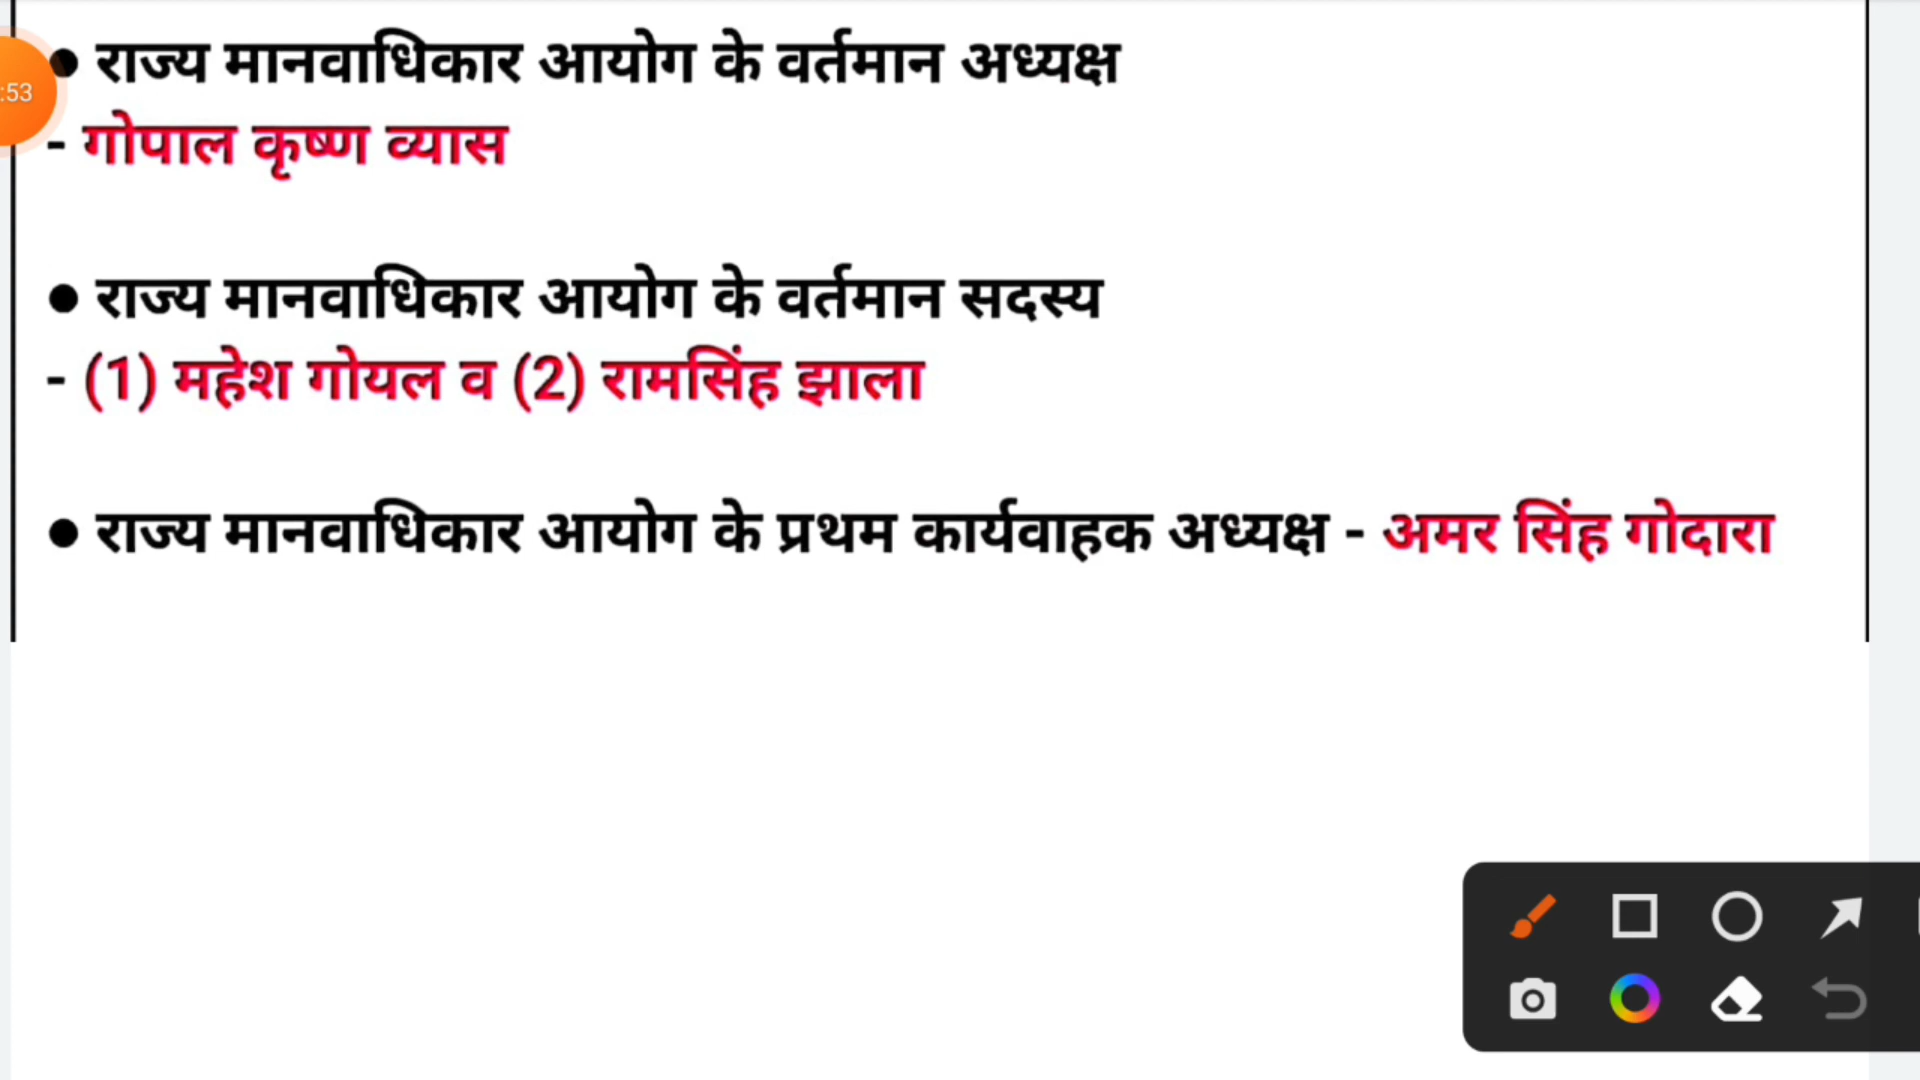 ● राज्य मानवाधिकार आयोग के वर्तमान अध्यक्ष
:53
- गोपाल कृष्ण व्यास
● राज्य मानवाधिकार आयोग के वर्तमान सदस्य
- (1) महेश गोयल व (2) रामसिंह झाला
● राज्य मानवाधिकार आयोग के प्रथम कार्यवाहक अध्यक्ष - अमर सिंह गोदारा